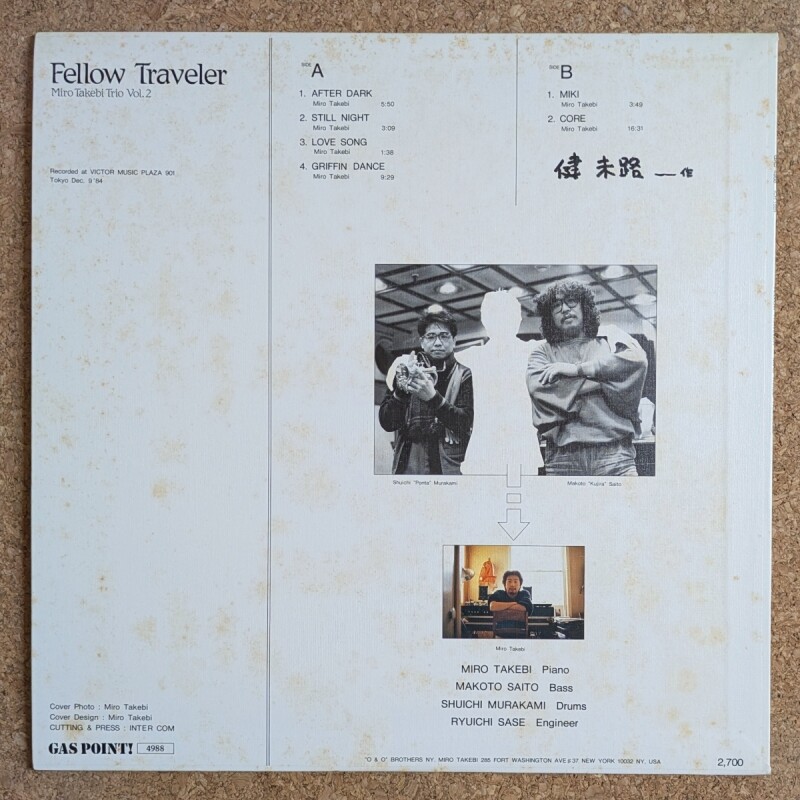 Fellow Traveler
Miro Takebi Trio Vol. 2
Recorded at VICTOR MUSIC PLAZA 901
Tokyo Dec. 9 '84
SIDE A
1. AFTER DARK
Miro Takebi 5:50
2. STILL NIGHT
Miro Takebi 3:09
3. LOVE SONG
Miro Takebi 1:38
4. GRIFFIN DANCE
Miro Takebi 9:29
SIDE B
1. MIKI
Miro Takebi 3:49
2. CORE
Miro Takebi 16:31
健 未路 一作
Shuichi "Ponta" Murakami
Makoto "Kujira" Saito
Miro Takebi
MIRO TAKEBI Piano
MAKOTO SAITO Bass
SHUICHI MURAKAMI Drums
RYUICHI SASE Engineer
Cover Photo : Miro Takebi
Cover Design : Miro Takebi
CUTTING & PRESS : INTER COM
GAS POINT! 4988
"O & O" BROTHERS NY. MIRO TAKEBI 285 FORT WASHINGTON AVE # 37 NEW YORK 10032 NY. USA
2,700